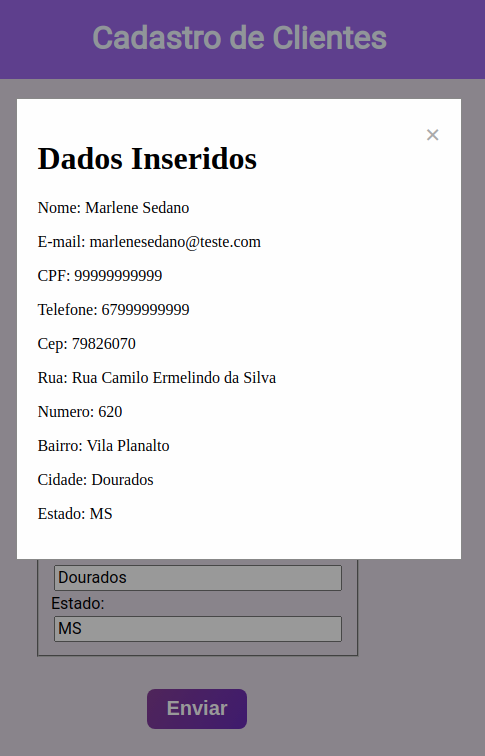 Cadastro de Clientes
×
Dados Inseridos
Nome: Marlene Sedano
E-mail: marlenesedano@teste.com
CPF: 99999999999
Telefone: 67999999999
Cep: 79826070
Rua: Rua Camilo Ermelindo da Silva
Numero: 620
Bairro: Vila Planalto
Cidade: Dourados
Estado: MS
Dourados
Estado:
MS
Enviar